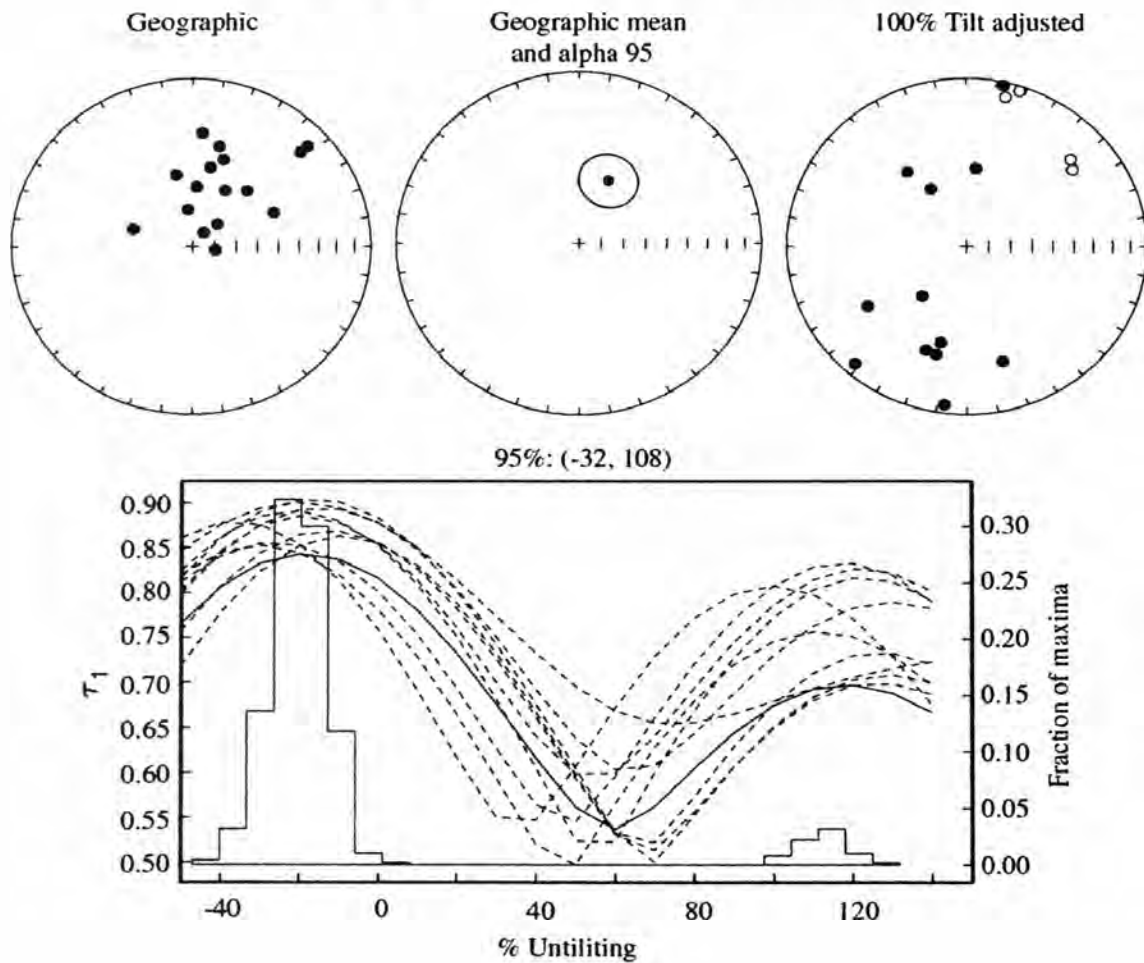 Geographic
Geographic mean
and alpha 95
100% Tilt adjusted
95%: (-32, 108)
τ1
0.90
0.85
0.80
0.75
0.70
0.65
0.60
0.55
0.50
Fraction of maxima
0.30
0.25
0.20
0.15
0.10
0.05
0.00
-40
0
40
80
120
% Untiliting